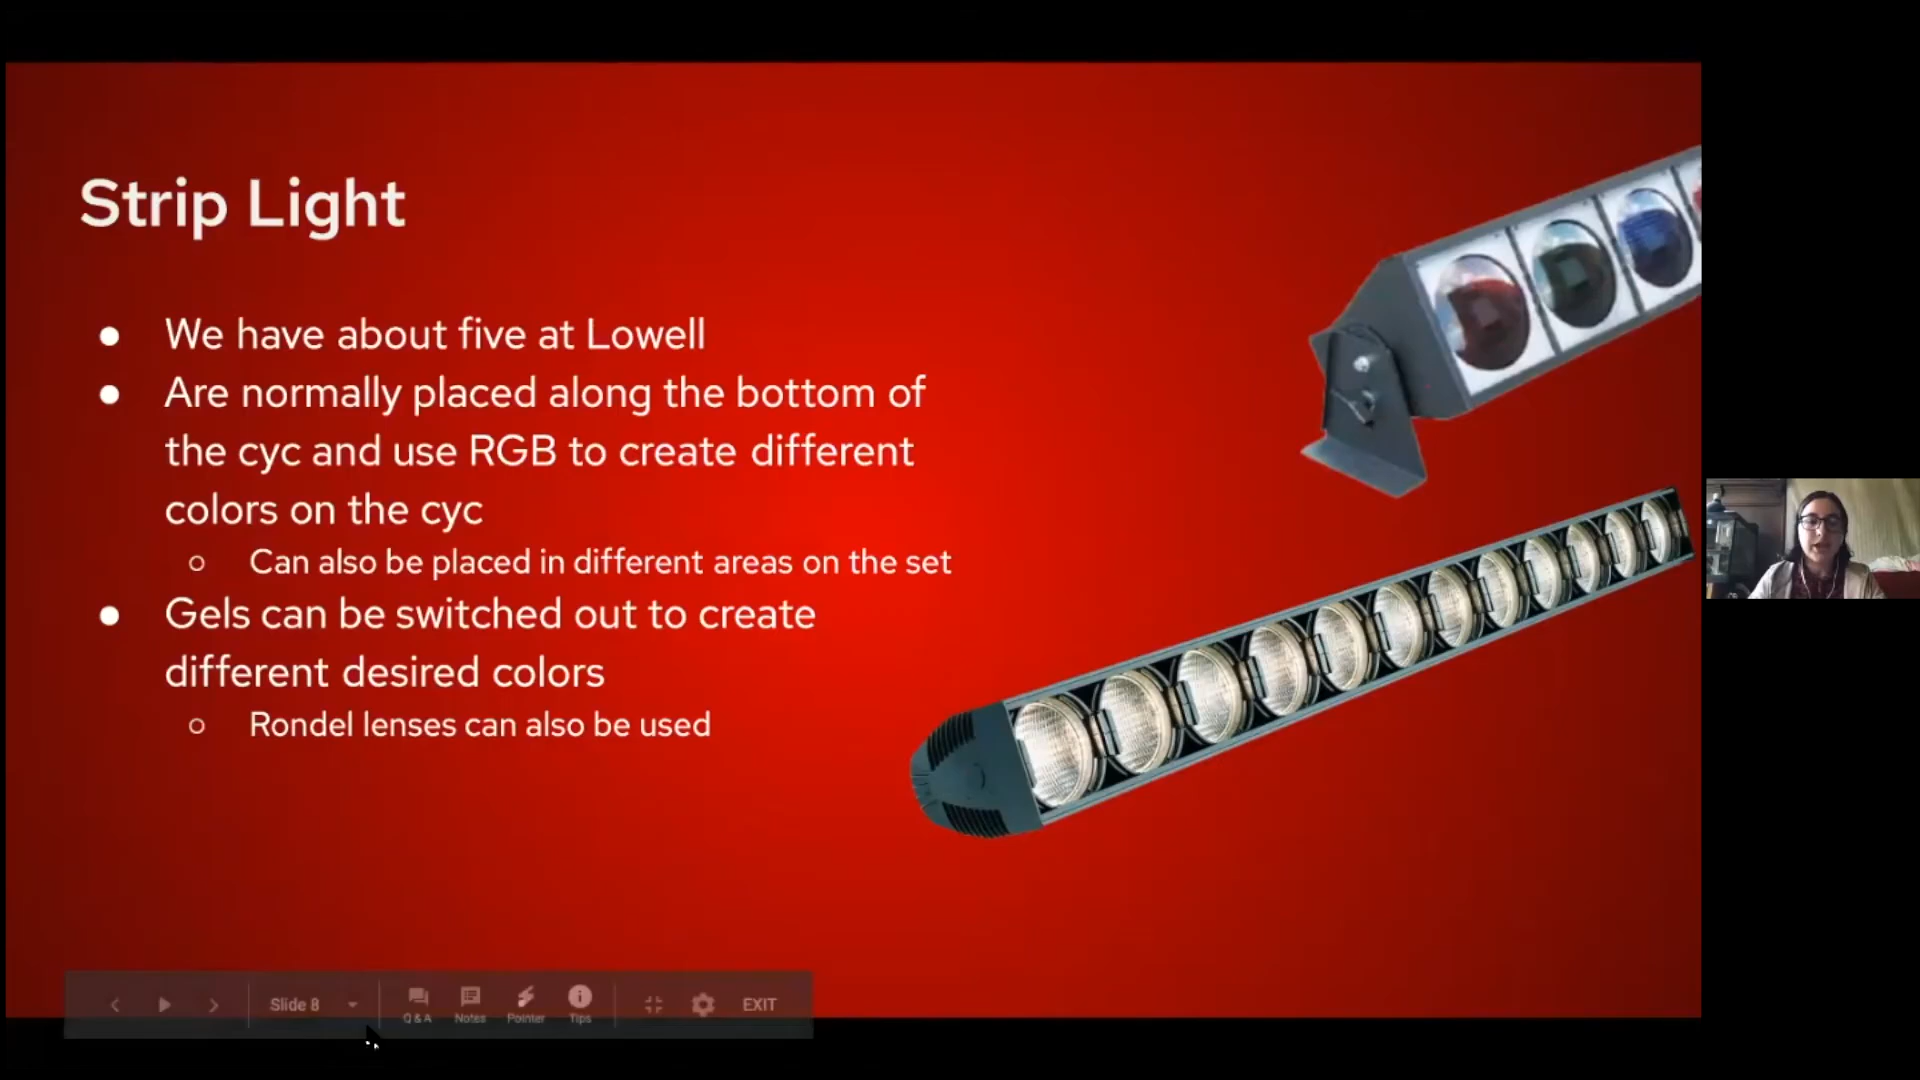 Strip Light
● We have about five at Lowell
● Are normally placed along the bottom of
the cyc and use RGB to create different
colors on the cyc
○ Can also be placed in different areas on the set
● Gels can be switched out to create
different desired colors
○ Rondel lenses can also be used
Slide 8
Q & A
Notes
Pointer
Tips
EXIT